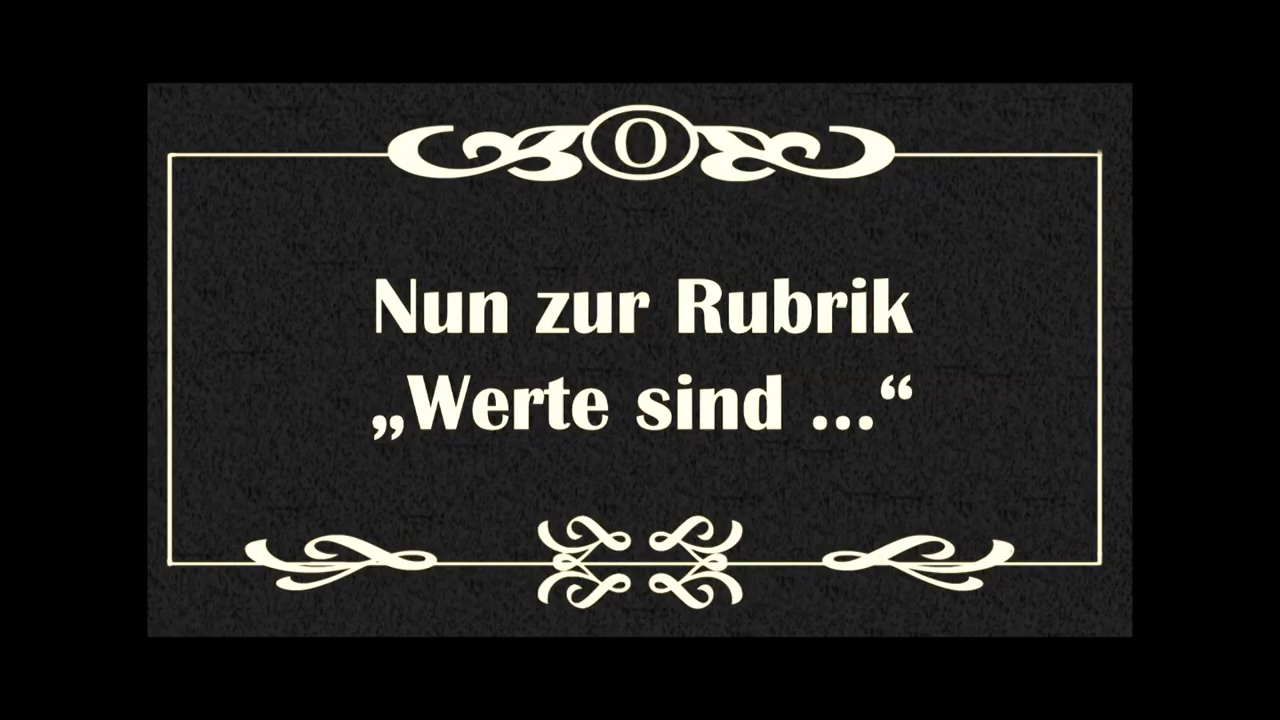 O
Nun zur Rubrik
„Werte sind ...“